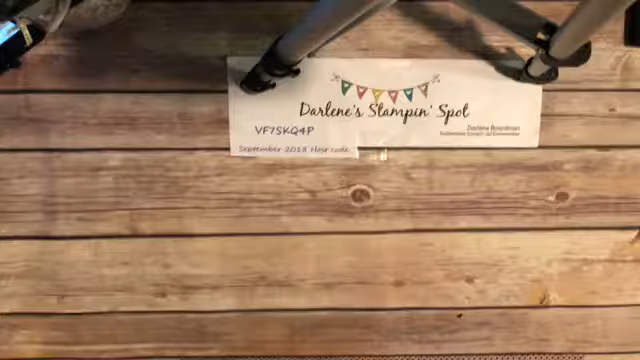 Darlene's Stampin' Spot
VF7SKQ4P
Darlene Boardman
September 2018 Host code